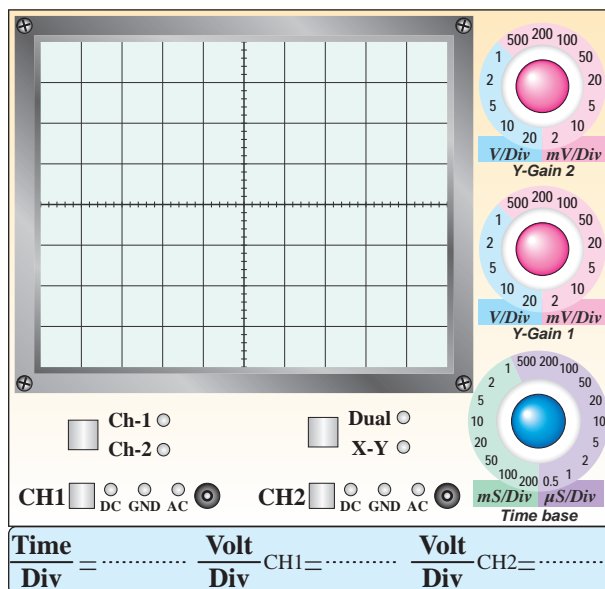 500 200 100
1 50
2 20
5 10
10 20 2
V/Div mV/Div
Y-Gain 2
500 200 100
1 50
2 20
5 10
10 20 2
V/Div mV/Div
Y-Gain 1
500 200 100
1 50
2 20
5 10
10 5
20 2
50 1
100 200 0.5
mS/Div µS/Div
Time base
Ch-1
Ch-2
Dual
X-Y
CH1 DC GND AC
CH2 DC GND AC
Time/Div = ............ Volt/Div CH1= .......... Volt/Div CH2= ..........